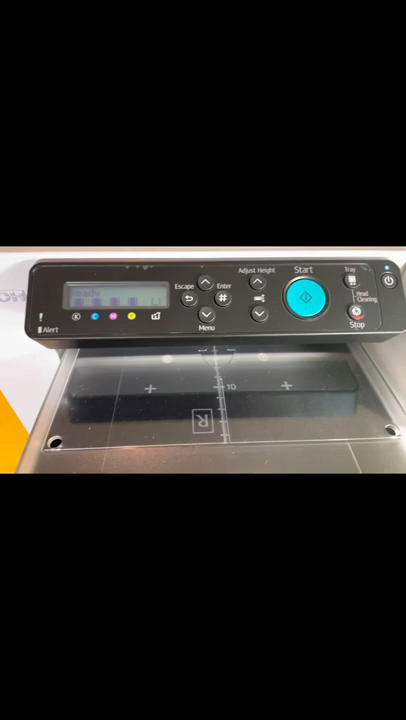 Ready
Adjust Height
Start
Tray
Escape
Enter
Head
Cleaning
K
C
M
Y
Menu
Stop
Alert
10
R